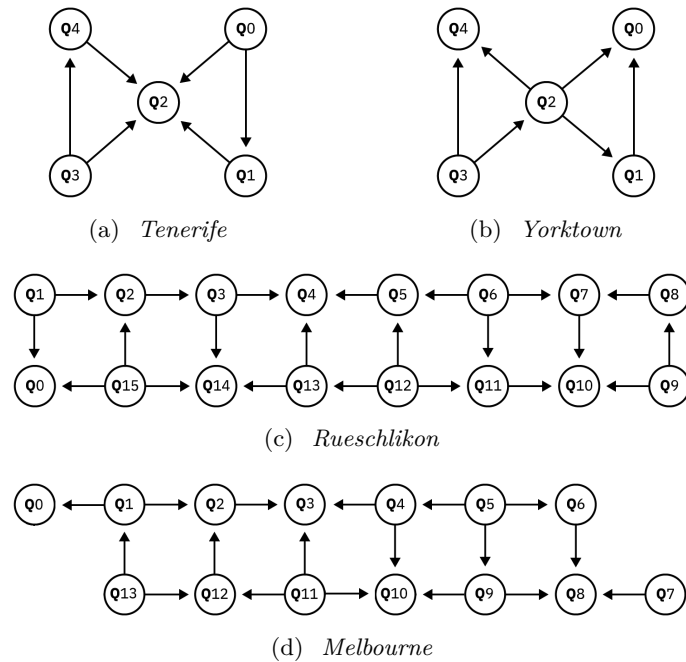 Q4 Q0 Q4 Q0
Q2 Q2
Q3 Q1 Q3 Q1
(a) Tenerife (b) Yorktown
Q1 Q2 Q3 Q4 Q5 Q6 Q7 Q8
Q0 Q15 Q14 Q13 Q12 Q11 Q10 Q9
(c) Rueschlikon
Q0 Q1 Q2 Q3 Q4 Q5 Q6
Q13 Q12 Q11 Q10 Q9 Q8 Q7
(d) Melbourne